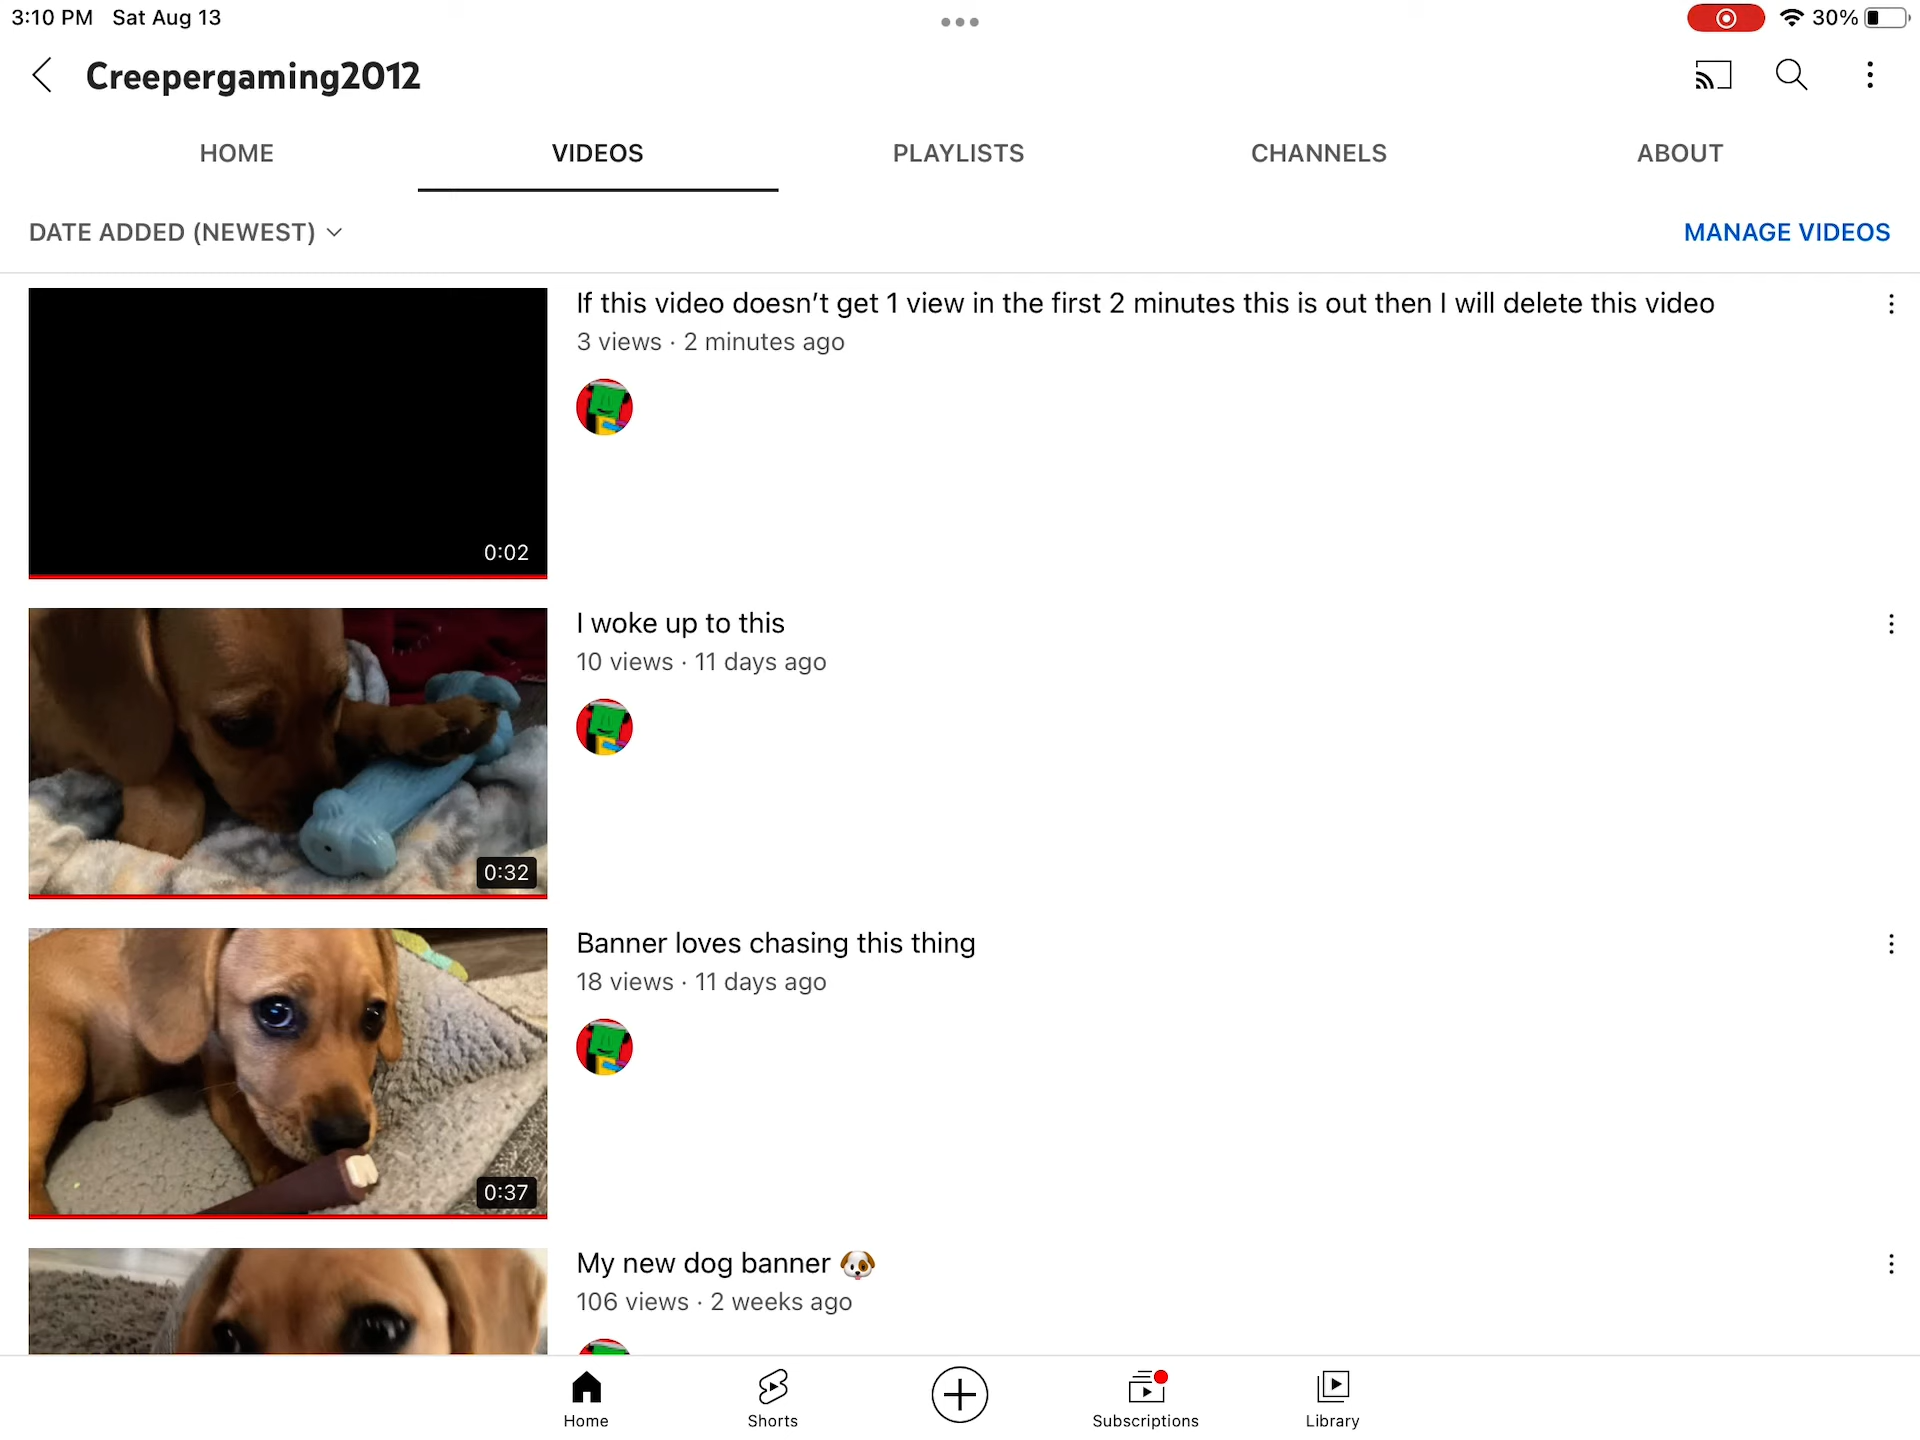 3:10 PM Sat Aug 13
30%
Creepergaming2012
HOME VIDEOS PLAYLISTS CHANNELS ABOUT
DATE ADDED (NEWEST) MANAGE VIDEOS
If this video doesn’t get 1 view in the first 2 minutes this is out then I will delete this video
3 views · 2 minutes ago
0:02
I woke up to this
10 views · 11 days ago
0:32
Banner loves chasing this thing
18 views · 11 days ago
0:37
My new dog banner 🐶
106 views · 2 weeks ago
Home Shorts Subscriptions Library